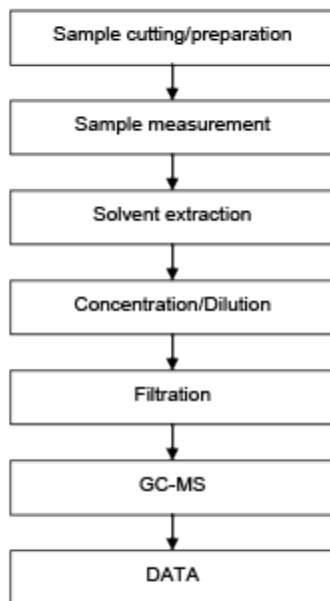 Sample cutting/preparation
Sample measurement
Solvent extraction
Concentration/Dilution
Filtration
GC-MS
DATA